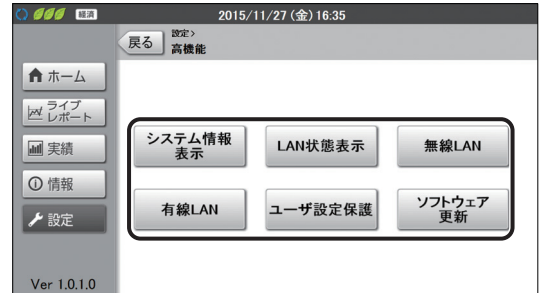 経済
2015/11/27(金)16:35
戻る
設定>
高機能
ホーム
ライブ
レポート
実績
情報
設定
システム情報
表示
LAN状態表示
無線LAN
有線LAN
ユーザ設定保護
ソフトウェア
更新
Ver 1.0.1.0